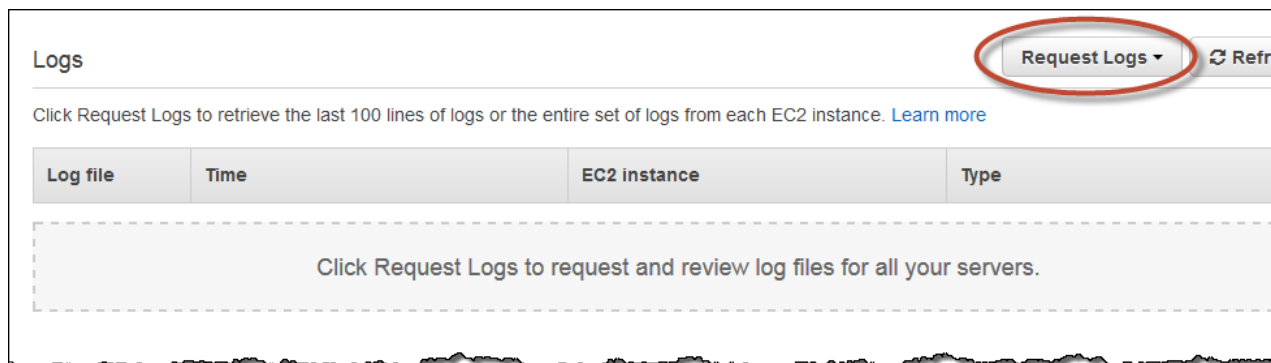 Logs
Request Logs
Refr
Click Request Logs to retrieve the last 100 lines of logs or the entire set of logs from each EC2 instance. Learn more
Log file Time EC2 instance Type
Click Request Logs to request and review log files for all your servers.